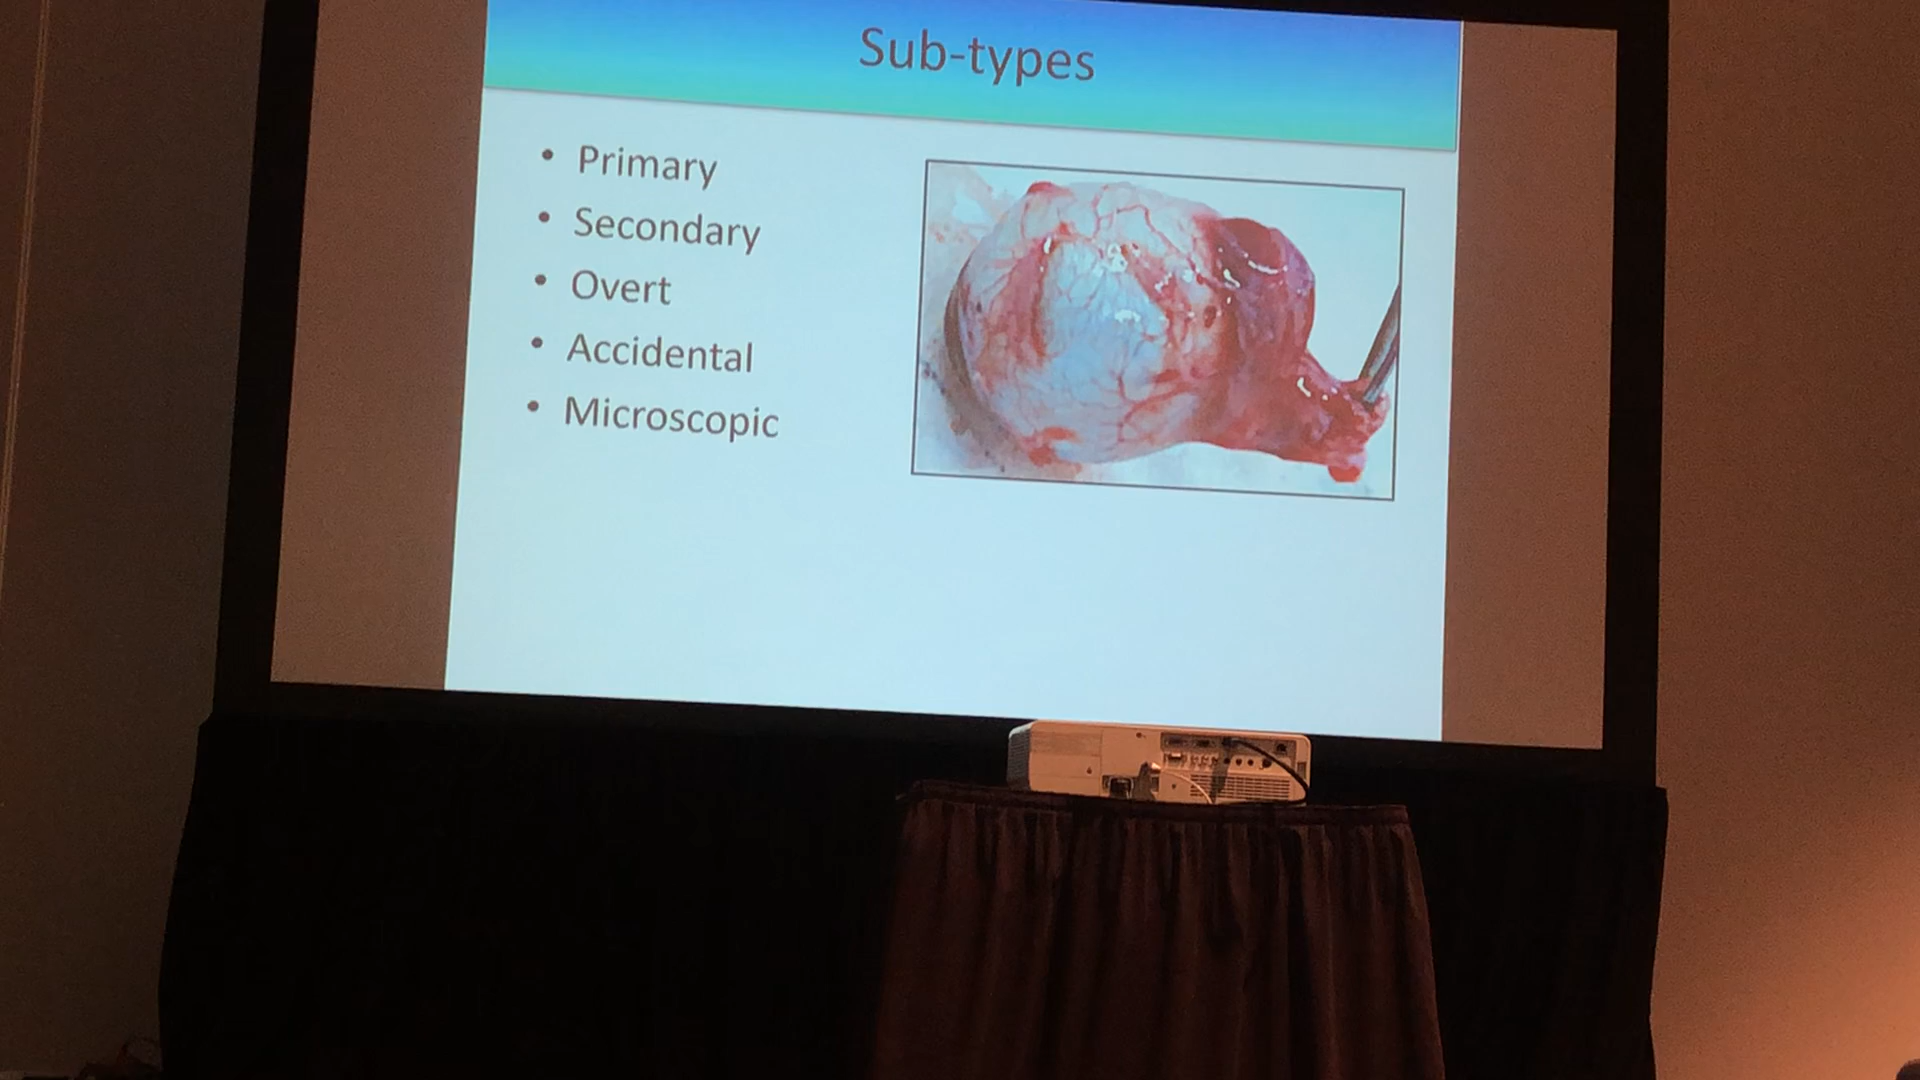 Sub-types
• Primary
• Secondary
• Overt
• Accidental
• Microscopic